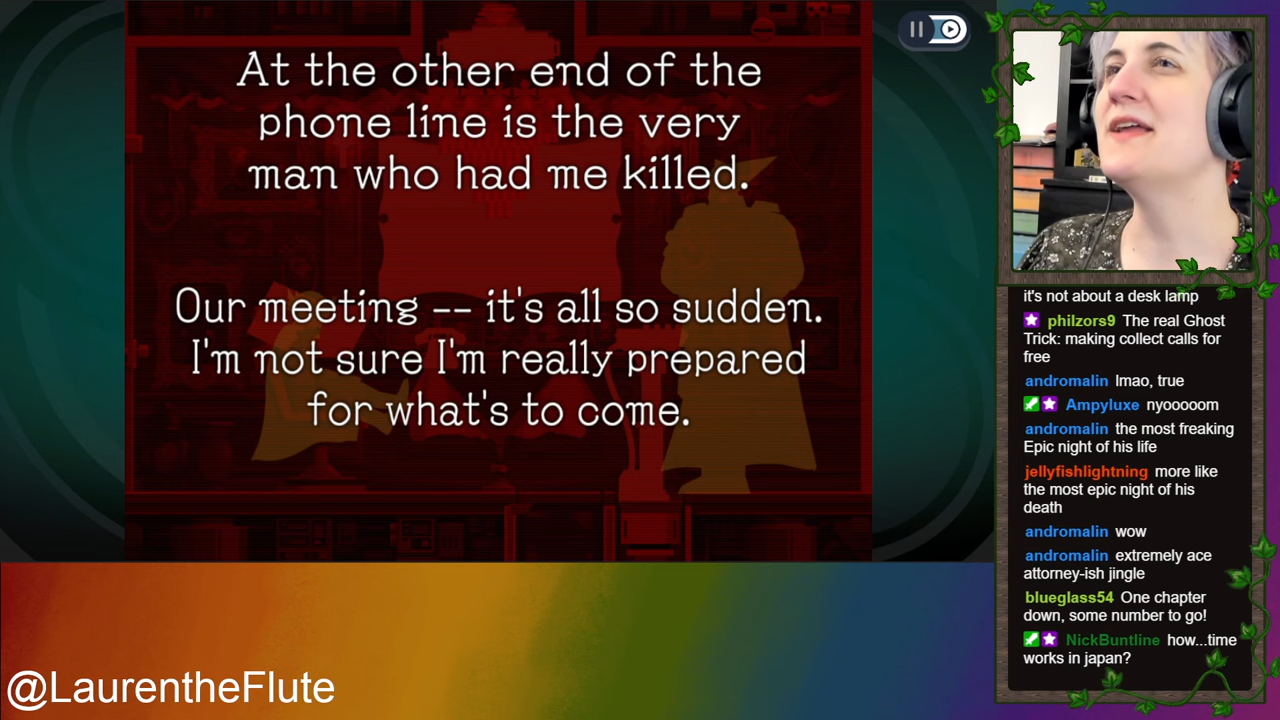 At the other end of the
phone line is the very
man who had me killed.
Our meeting -- it's all so sudden.
I'm not sure I'm really prepared
for what's to come.
it's not about a desk lamp
philzors9 The real Ghost
Trick: making collect calls for
free
andromalin lmao, true
Ampyluxe nyooooom
andromalin the most freaking
Epic night of his life
jellyfishlightning more like
the most epic night of his
death
andromalin wow
andromalin extremely ace
attorney-ish jingle
blueglass54 One chapter
down, some number to go!
NickBuntline how...time
works in japan?
@LaurentheFlute